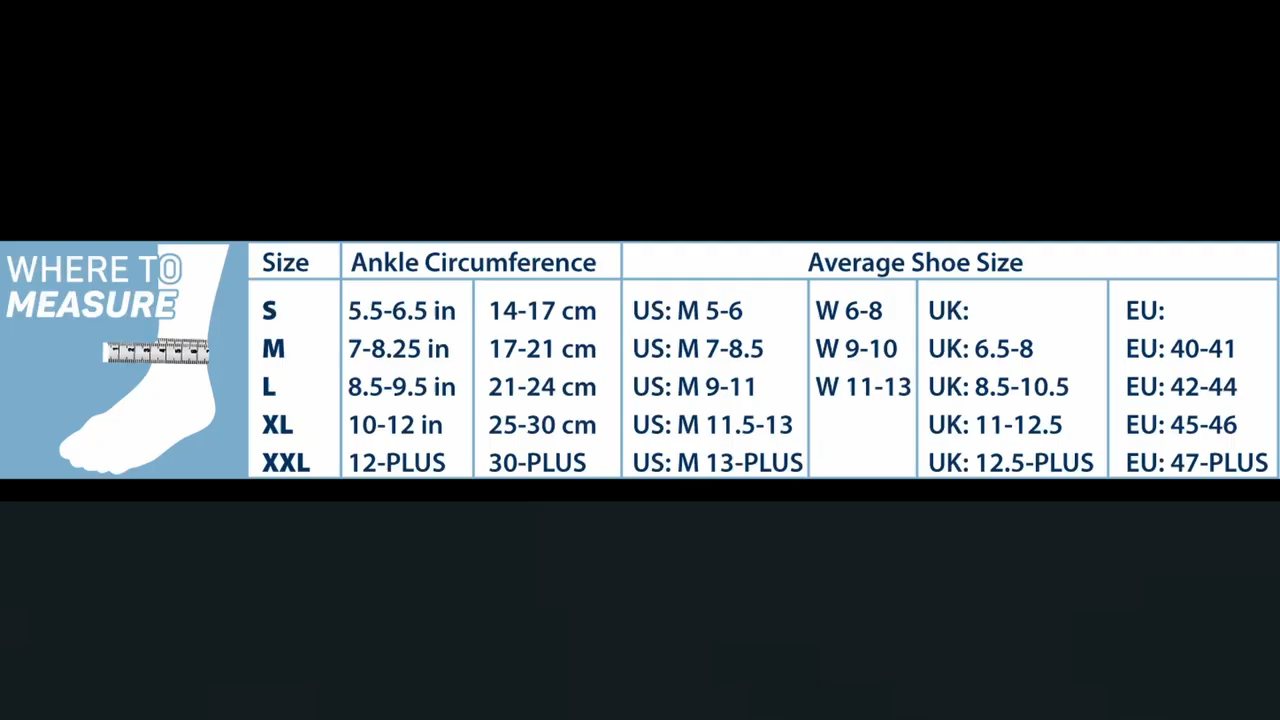 WHERE TO
MEASURE
Size Ankle Circumference Average Shoe Size
S 5.5-6.5 in 14-17 cm US: M 5-6 W 6-8 UK: EU:
M 7-8.25 in 17-21 cm US: M 7-8.5 W 9-10 UK: 6.5-8 EU: 40-41
L 8.5-9.5 in 21-24 cm US: M 9-11 W 11-13 UK: 8.5-10.5 EU: 42-44
XL 10-12 in 25-30 cm US: M 11.5-13 UK: 11-12.5 EU: 45-46
XXL 12-PLUS 30-PLUS US: M 13-PLUS UK: 12.5-PLUS EU: 47-PLUS